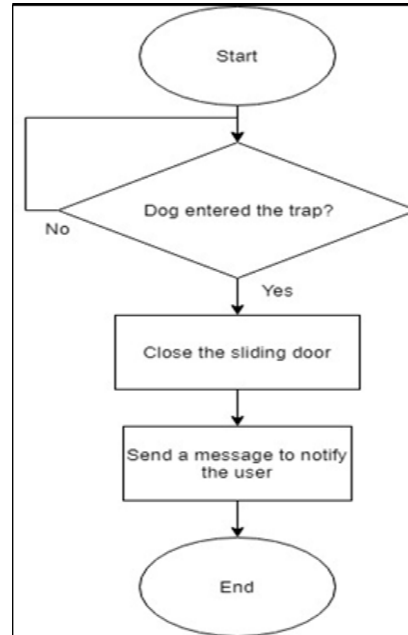 Start
Dog entered the trap?
No
Yes
Close the sliding door
Send a message to notify
the user
End